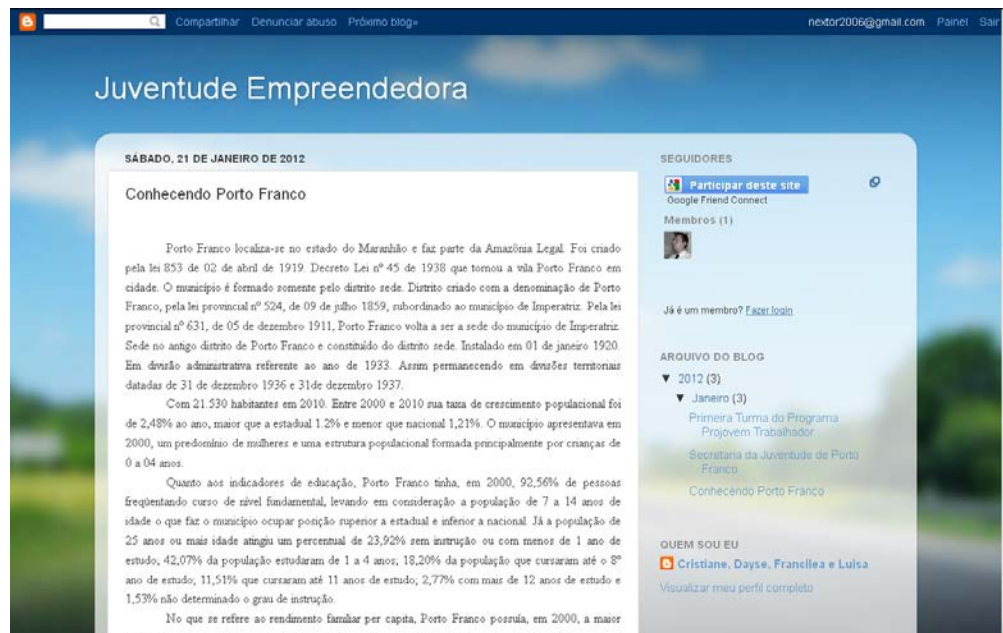 Compartilhar Denunciar abuso Próximo blog»
nextor2006@gmail.com Painel Sair
Juventude Empreendedora
SÁBADO, 21 DE JANEIRO DE 2012
Conhecendo Porto Franco
Porto Franco localiza-se no estado do Maranhão e faz parte da Amazônia Legal. Foi criado
pela lei 853 de 02 de abril de 1919. Decreto Lei nº 45 de 1938 que tornou a vila Porto Franco em
cidade. O município é formado somente pelo distrito sede. Distrito criado com a denominação de Porto
Franco, pela lei provincial nº 524, de 09 de julho 1859, subordinado ao município de Imperatriz. Pela lei
provincial nº 631, de 05 de dezembro 1911, Porto Franco volta a ser a sede do município de Imperatriz.
Sede no antigo distrito de Porto Franco e constituído do distrito sede. Instalado em 01 de janeiro 1920.
Em divisão administrativa referente ao ano de 1933. Assim permanecendo em divisões territoriais
datadas de 31 de dezembro 1936 e 31de dezembro 1937.
Com 21.530 habitantes em 2010. Entre 2000 e 2010 sua taxa de crescimento populacional foi
de 2,48% ao ano, maior que a estadual 1.2% e menor que nacional 1,21%. O município apresentava em
2000, um predomínio de mulheres e uma estrutura populacional formada principalmente por crianças de
0 a 04 anos.
Quanto aos indicadores de educação, Porto Franco tinha, em 2000, 92,56% de pessoas
freqüentando curso de nível fundamental, levando em consideração a população de 7 a 14 anos de
idade o que faz o município ocupar posição superior a estadual e inferior a nacional. Já a população de
25 anos ou mais idade atingiu um percentual de 23,92% sem instrução ou com menos de 1 ano de
estudo; 42,07% da população estudaram de 1 a 4 anos; 18,20% da população que cursaram até o 8º
ano de estudo; 11,51% que cursaram até 11 anos de estudo; 2,77% com mais de 12 anos de estudo e
1,53% não determinado o grau de instrução.
No que se refere ao rendimento familiar per capita, Porto Franco possuía, em 2000, a maior
SEGUIDORES
Participar deste site
Google Friend Connect
Membros (1)
Já é um membro? Fazer login
ARQUIVO DO BLOG
▼ 2012 (3)
▼ Janeiro (3)
Primeira Turma do Programa
Projovem Trabalhador
Secretaria da Juventude de Porto
Franco
Conhecendo Porto Franco
QUEM SOU EU
Cristiane, Dayse, Francilea e Luisa
Visualizar meu perfil completo